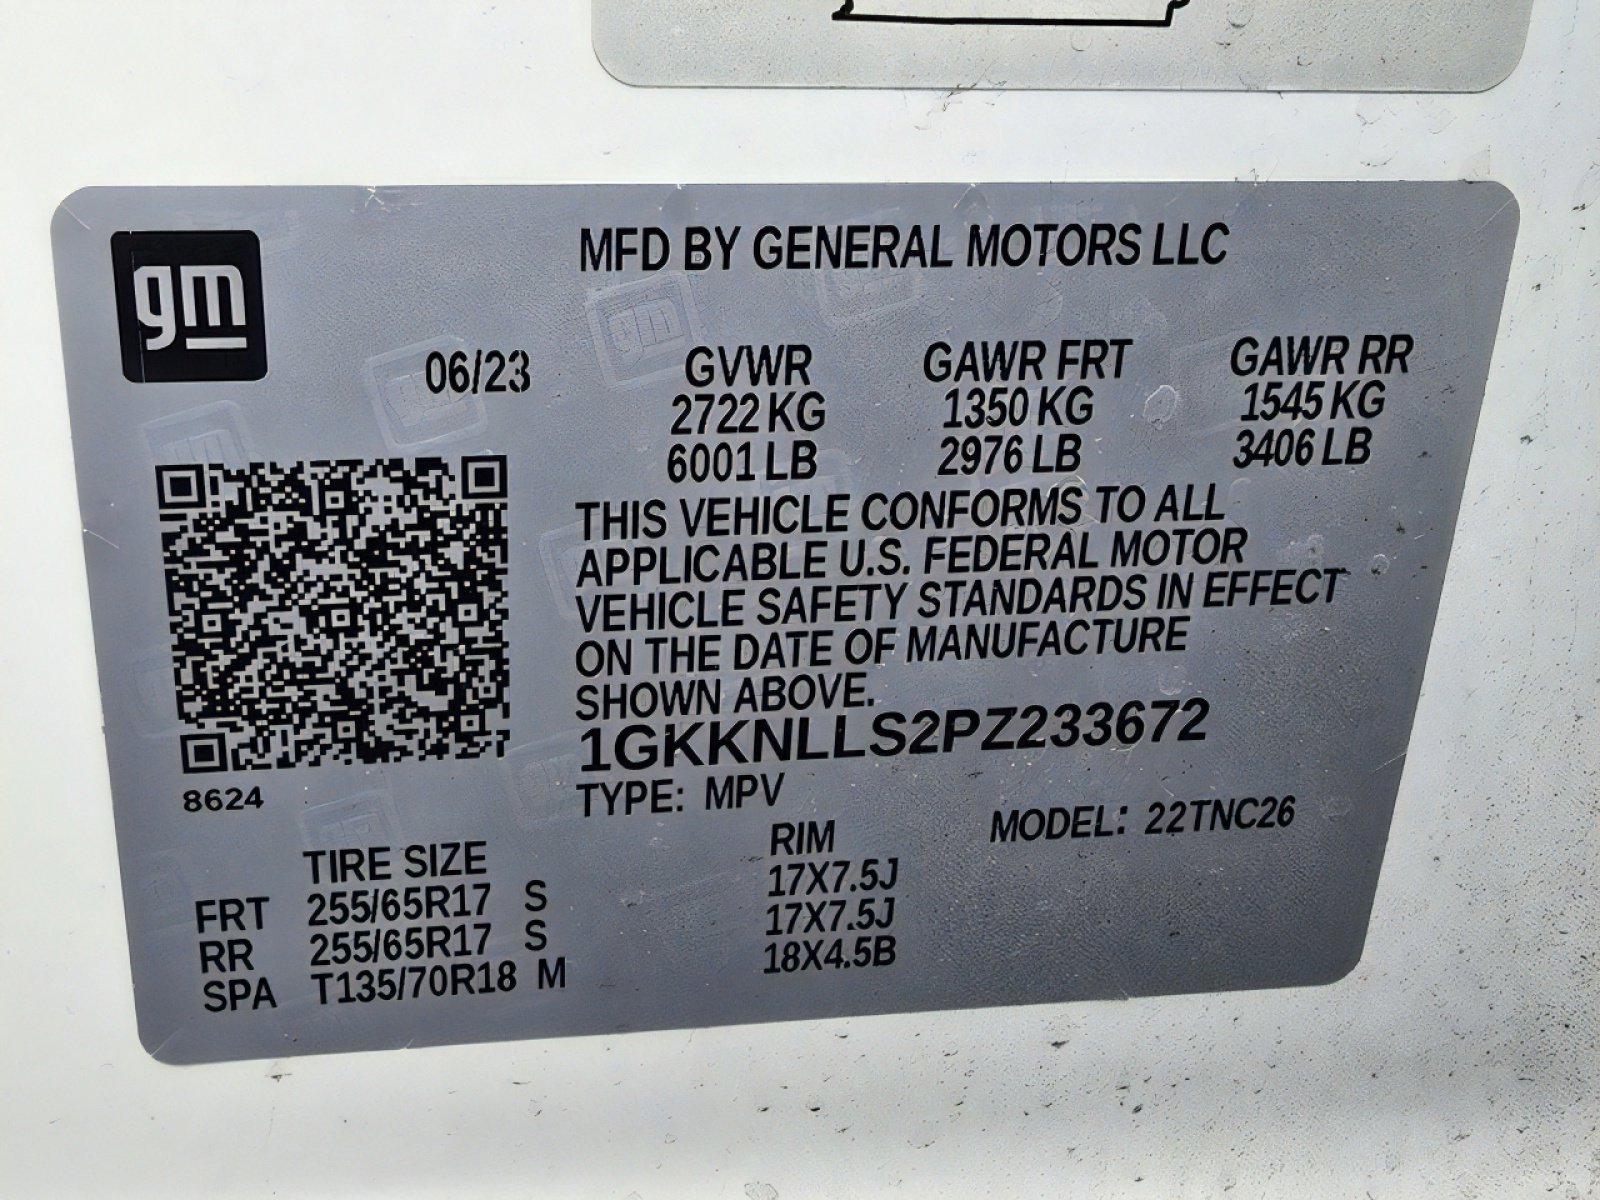 gm
MFD BY GENERAL MOTORS LLC
06/23
GVWR GAWR FRT GAWR RR
2722 KG 1350 KG 1545 KG
6001 LB 2976 LB 3406 LB
THIS VEHICLE CONFORMS TO ALL
APPLICABLE U.S. FEDERAL MOTOR
VEHICLE SAFETY STANDARDS IN EFFECT
ON THE DATE OF MANUFACTURE
SHOWN ABOVE.
1GKKNLLS2PZ233672
8624
TYPE: MPV
MODEL: 22TNC26
TIRE SIZE RIM
FRT 255/65R17 S 17X7.5J
RR 255/65R17 S 17X7.5J
SPA T135/70R18 M 18X4.5B